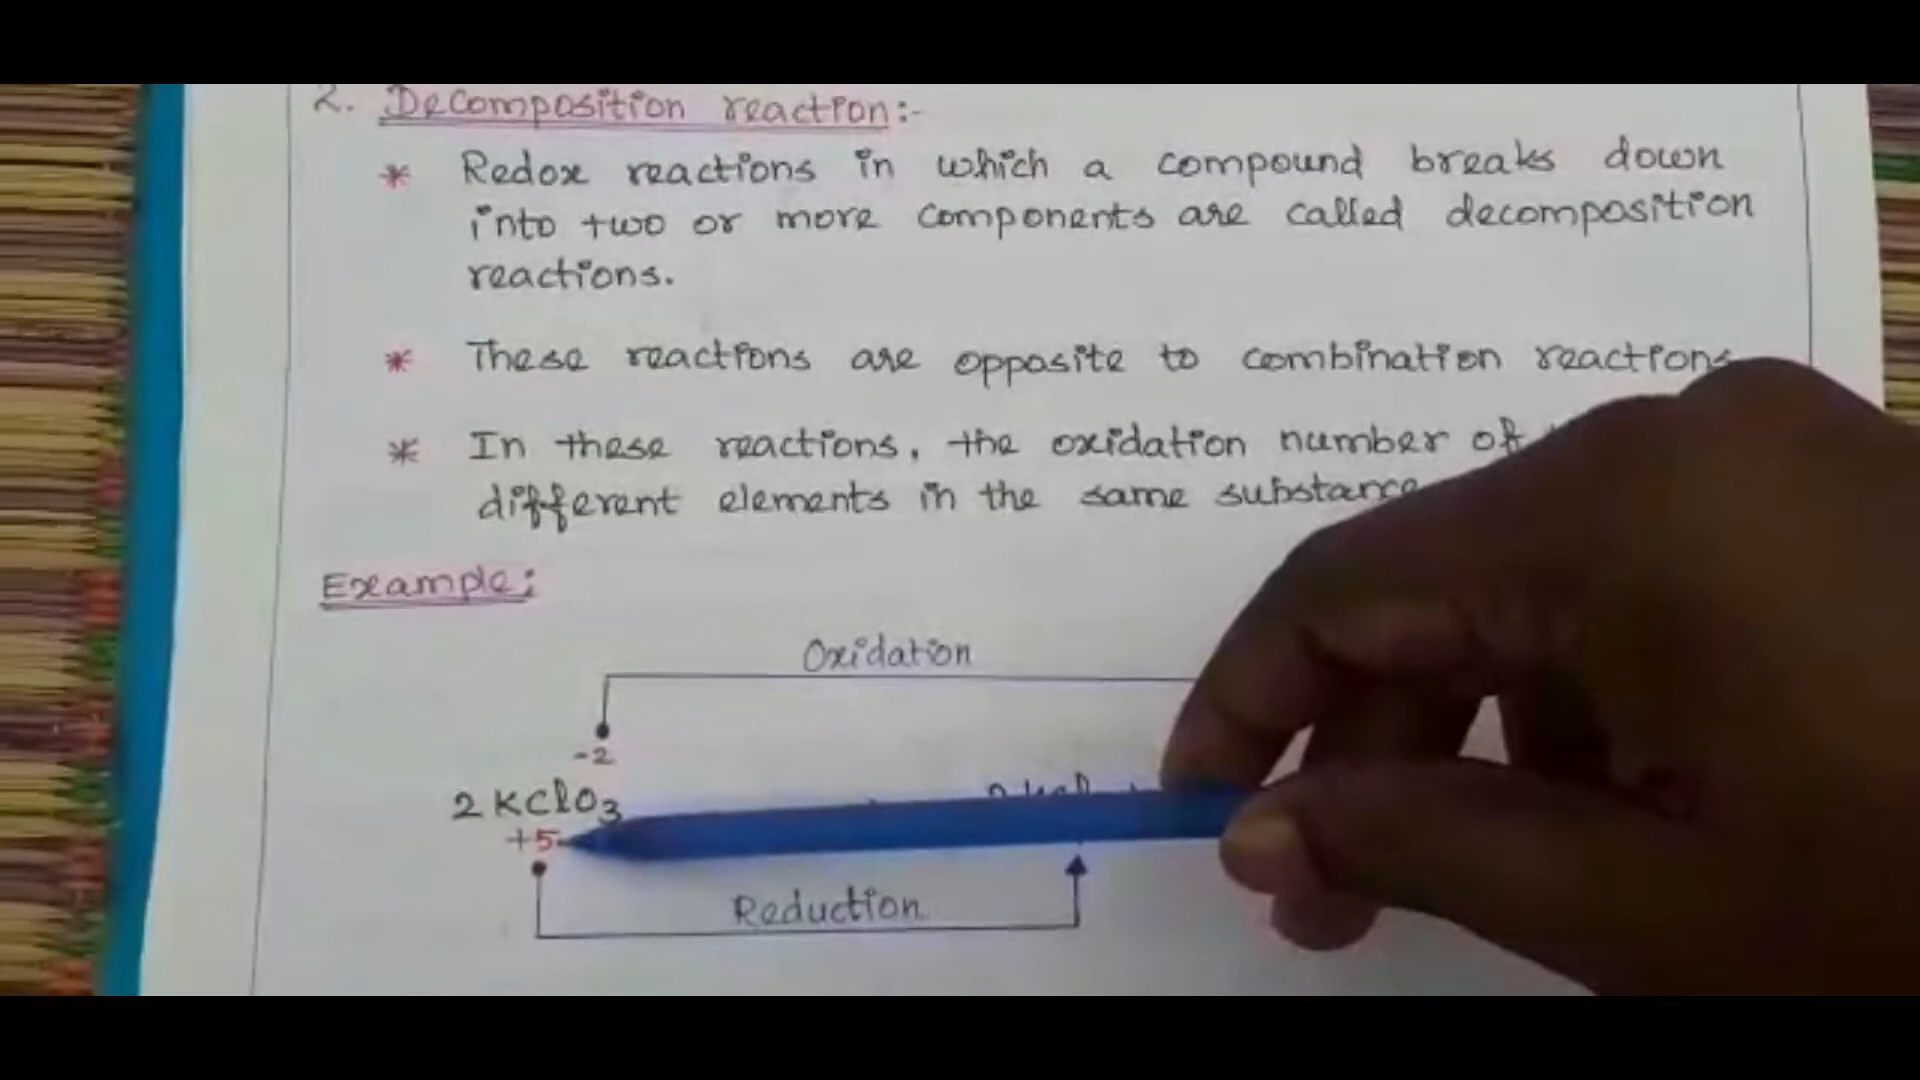 2. Decomposition reaction:-
* Redox reactions in which a compound breaks down
into two or more components are called decomposition
reactions.
* These reactions are opposite to combination reactions
* In these reactions, the oxidation number of
different elements in the same substance
Example:
Oxidation
-2
2KClO3
+5
Reduction